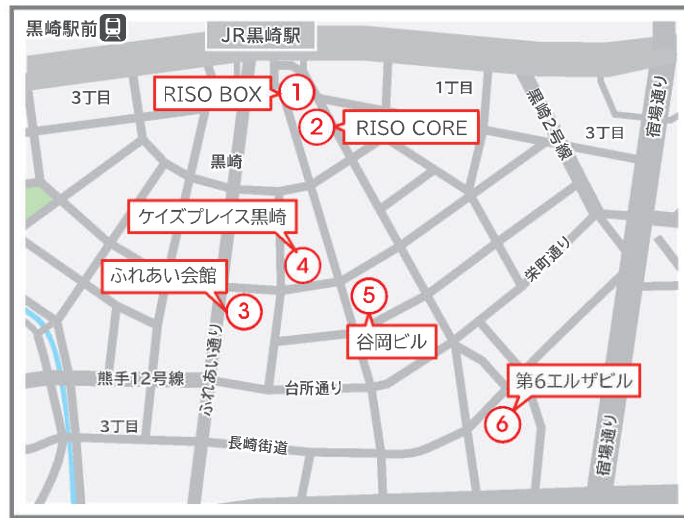 黒崎駅前
JR黒崎駅
3丁目
RISO BOX
1
1丁目
2
RISO CORE
黒崎2号線
3丁目
宿場通り
黒崎
ケイズプレイス黒崎
4
栄町通り
ふれあい会館
3
5
谷岡ビル
ふれあい通り
熊手12号線
台所通り
第6エルザビル
6
3丁目
長崎街道
宿場通り